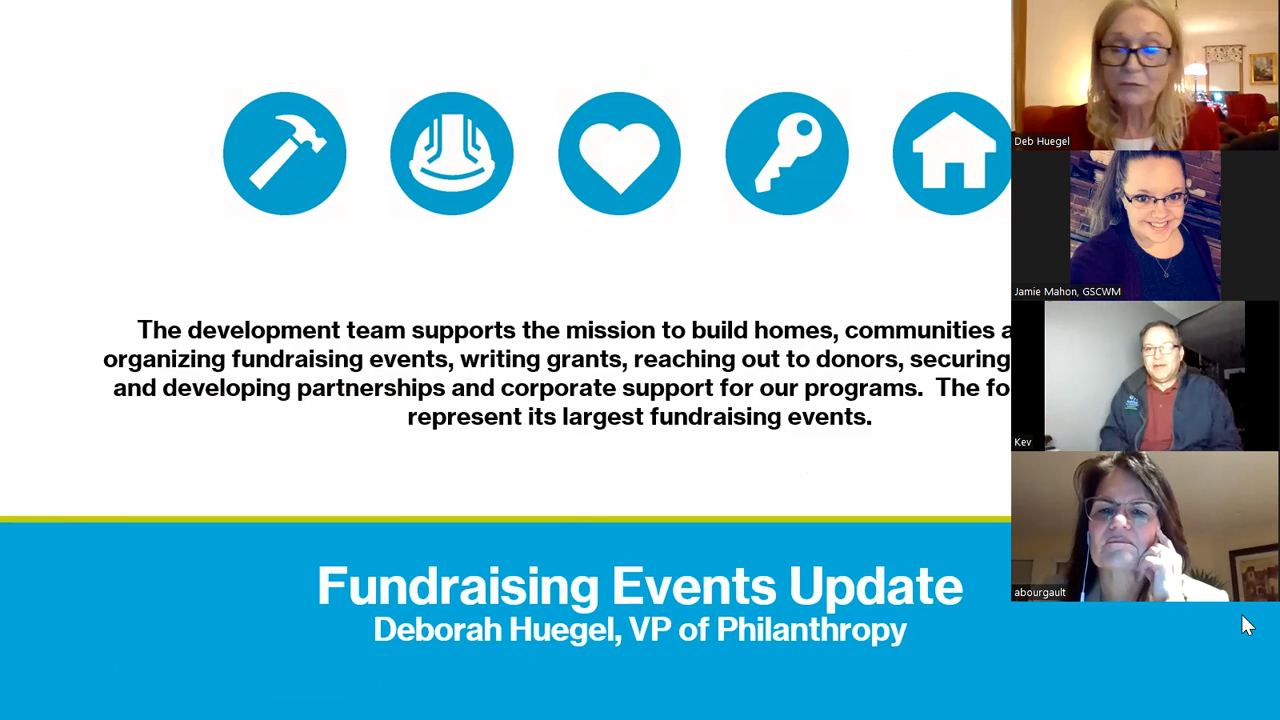 The development team supports the mission to build homes, communities a
organizing fundraising events, writing grants, reaching out to donors, securing
and developing partnerships and corporate support for our programs. The fo
represent its largest fundraising events.
Fundraising Events Update
Deborah Huegel, VP of Philanthropy
Deb Huegel
Jamie Mahon, GSCWM
Kev
abourgault